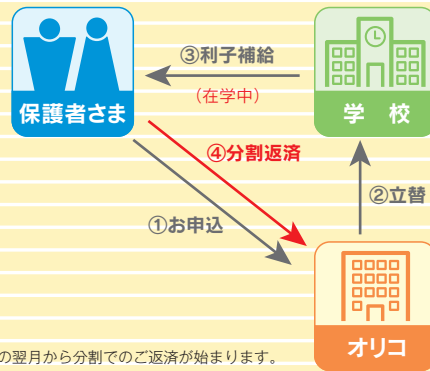 ③利子補給
(在学中)
保護者さま
学 校
④分割返済
②立替
①お申込
の翌月から分割でのご返済が始まります。
オリコ